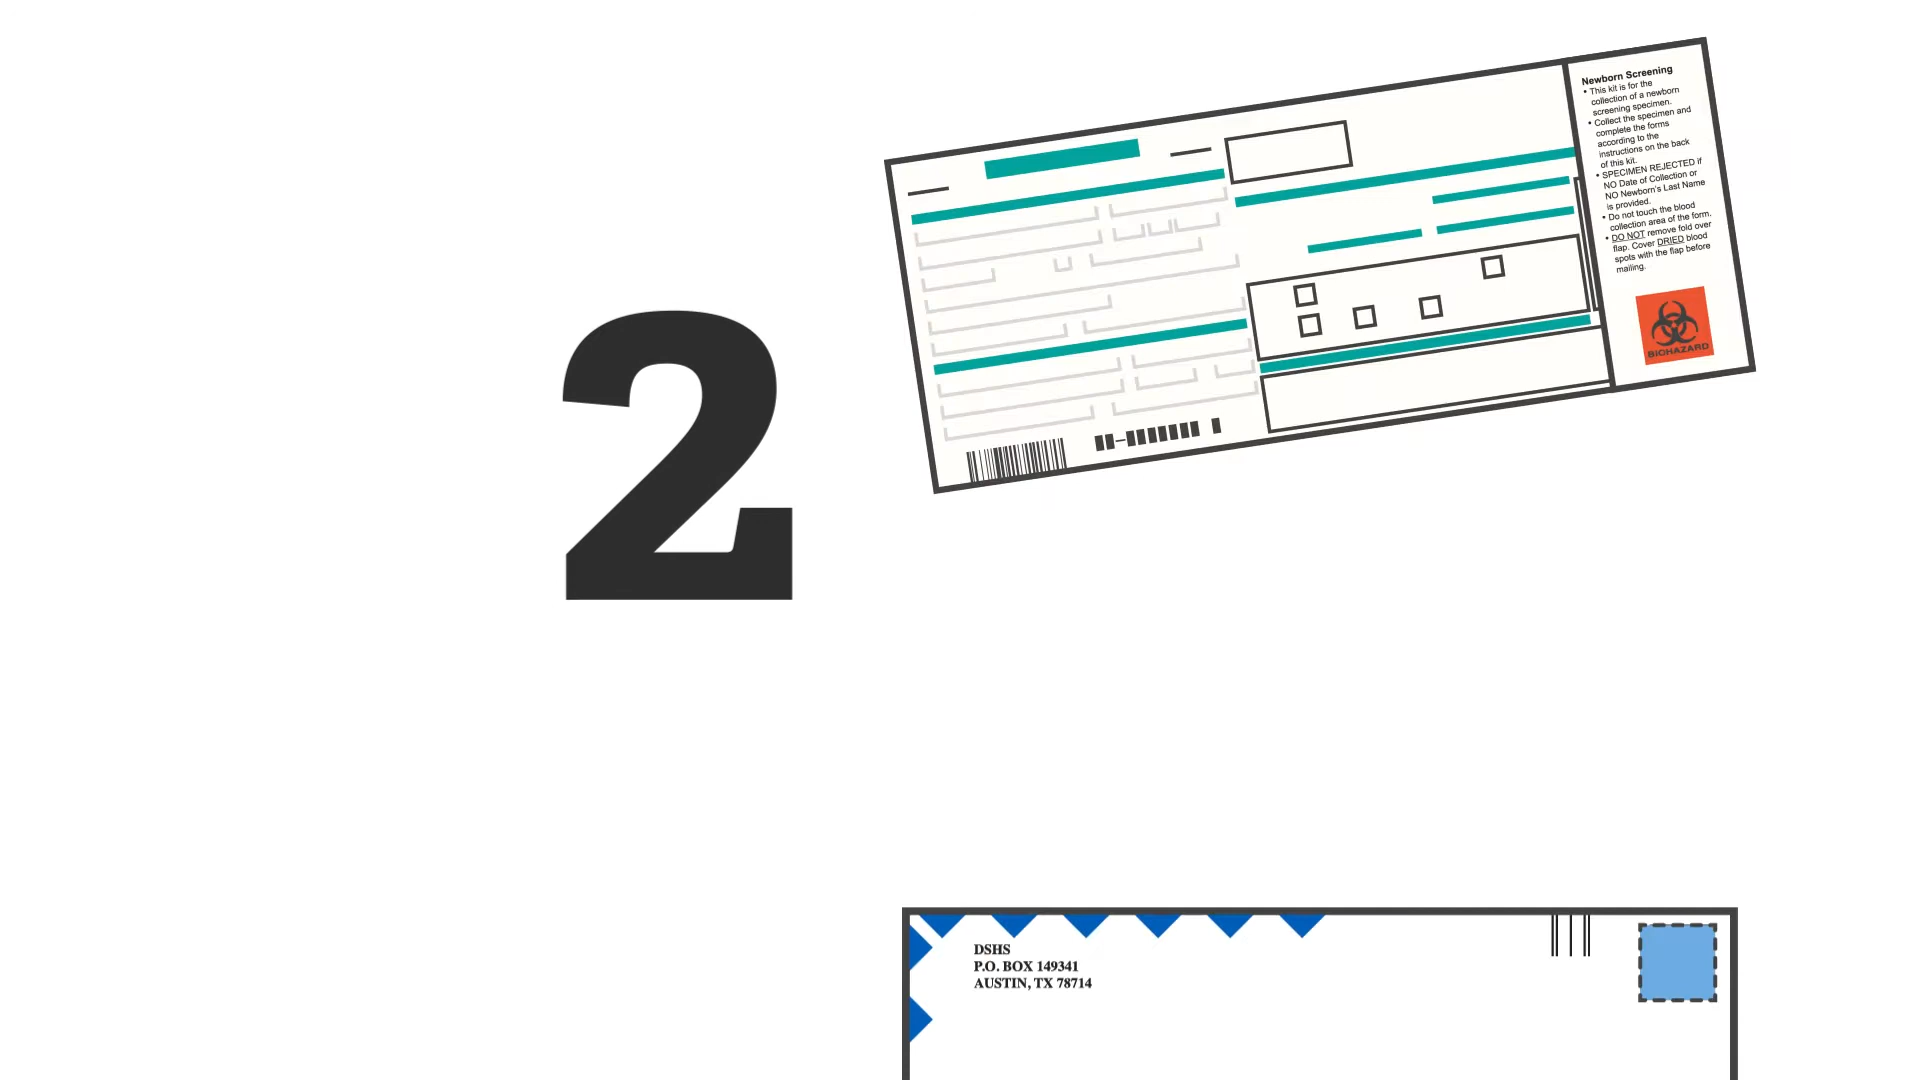 2
Newborn Screening
• This kit is for the
collection of a newborn
screening specimen.
• Collect the specimen and
complete the forms
according to the
instructions on the back
of this kit.
• SPECIMEN REJECTED if
NO Date of Collection or
NO Newborn's Last Name
is provided.
• Do not touch the blood
collection area of the form.
• DO NOT remove fold over
flap. Cover DRIED blood
spots with the flap before
mailing.
BIOHAZARD
DSHS
P.O. BOX 149341
AUSTIN, TX 78714